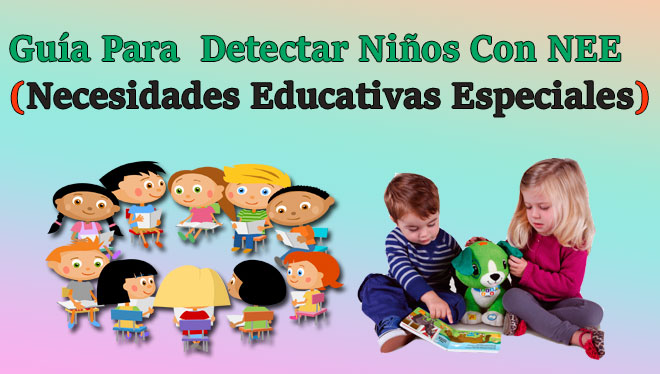 Guía Para Detectar Niños Con NEE
(Necesidades Educativas Especiales)